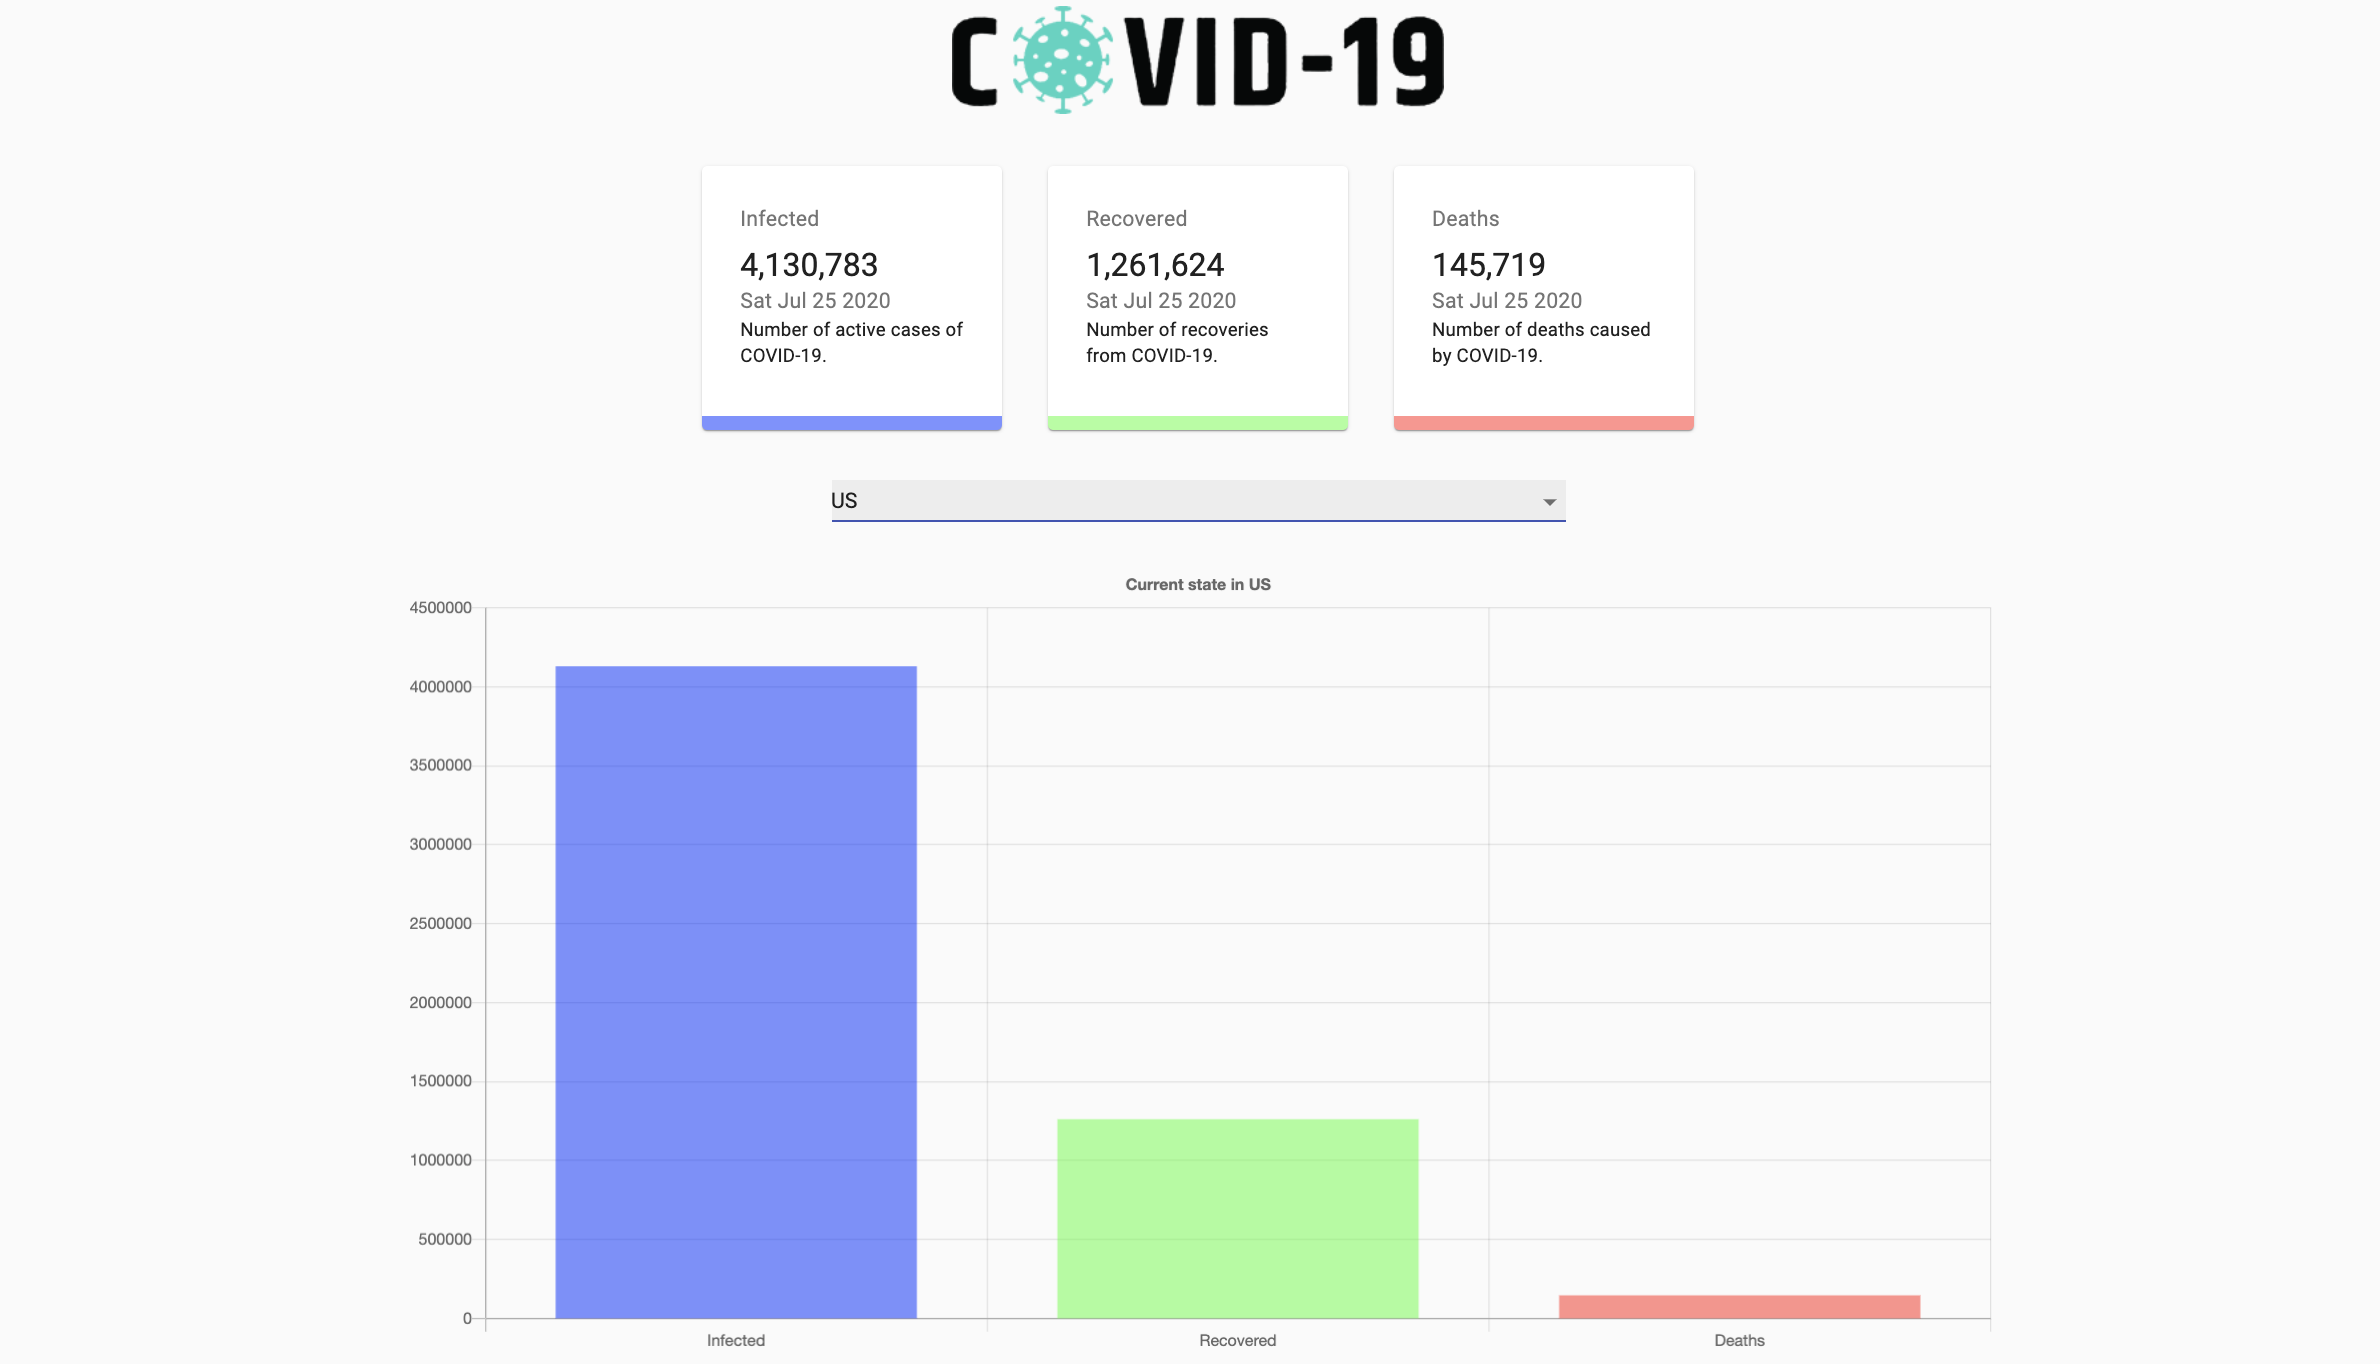 COVID-19
Infected
4,130,783
Sat Jul 25 2020
Number of active cases of
COVID-19.
Recovered
1,261,624
Sat Jul 25 2020
Number of recoveries
from COVID-19.
Deaths
145,719
Sat Jul 25 2020
Number of deaths caused
by COVID-19.
US
Current state in US
4500000
4000000
3500000
3000000
2500000
2000000
1500000
1000000
500000
0
Infected
Recovered
Deaths